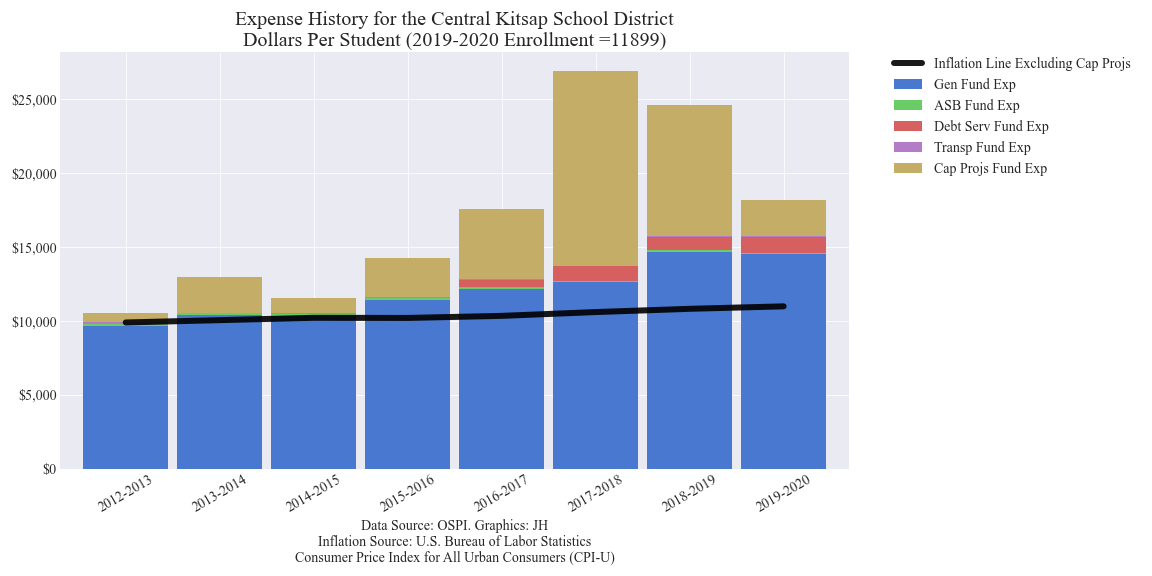 Expense History for the Central Kitsap School District
Dollars Per Student (2019-2020 Enrollment =11899)
Inflation Line Excluding Cap Projs
Gen Fund Exp
ASB Fund Exp
Debt Serv Fund Exp
Transp Fund Exp
Cap Projs Fund Exp
$25,000
$20,000
$15,000
$10,000
$5,000
$0
2012-2013
2013-2014
2014-2015
2015-2016
2016-2017
2017-2018
2018-2019
2019-2020
Data Source: OSPI. Graphics: JH
Inflation Source: U.S. Bureau of Labor Statistics
Consumer Price Index for All Urban Consumers (CPI-U)